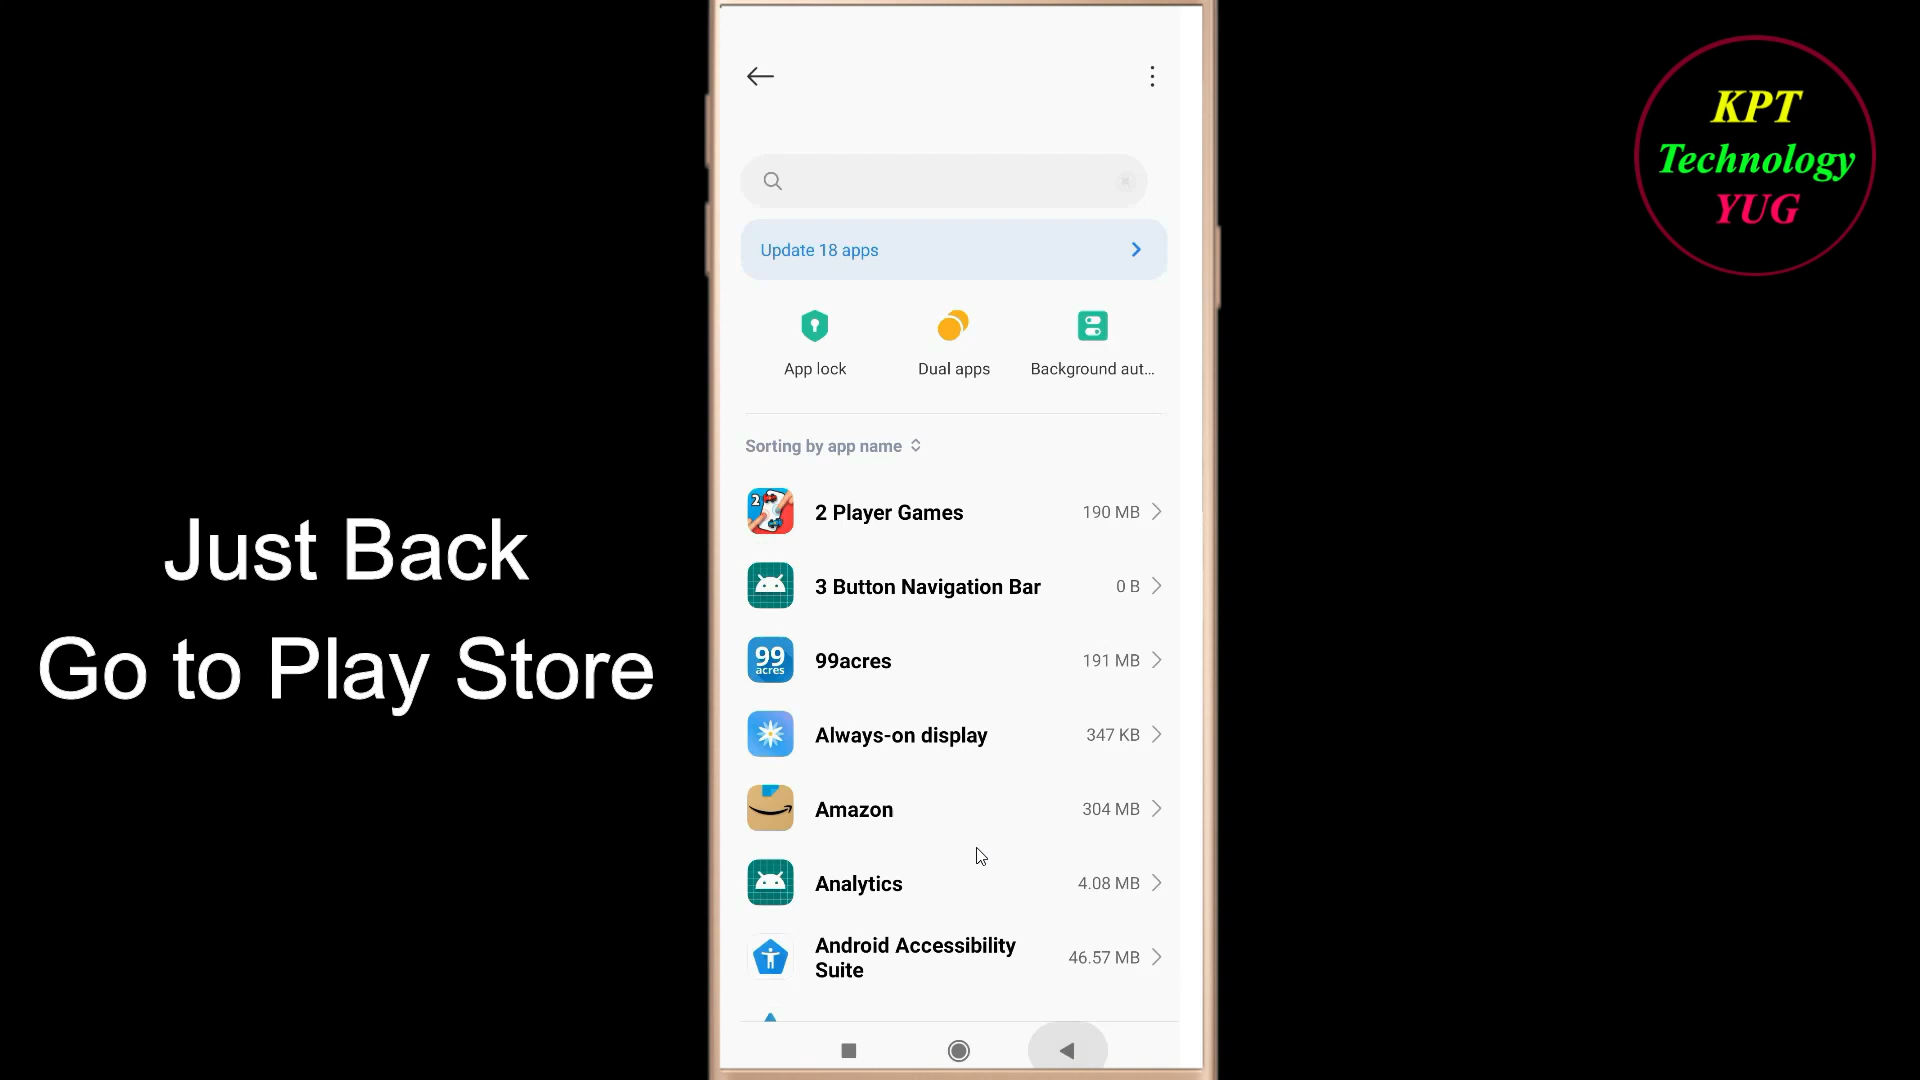 KPT
Technology
YUG
Update 18 apps
App lock
Dual apps
Background aut...
Sorting by app name
2
2 Player Games
190 MB
3 Button Navigation Bar
0 B
99
acres
99acres
191 MB
Always-on display
347 KB
Amazon
304 MB
Analytics
4.08 MB
Android Accessibility
Suite
46.57 MB
Just Back
Go to Play Store